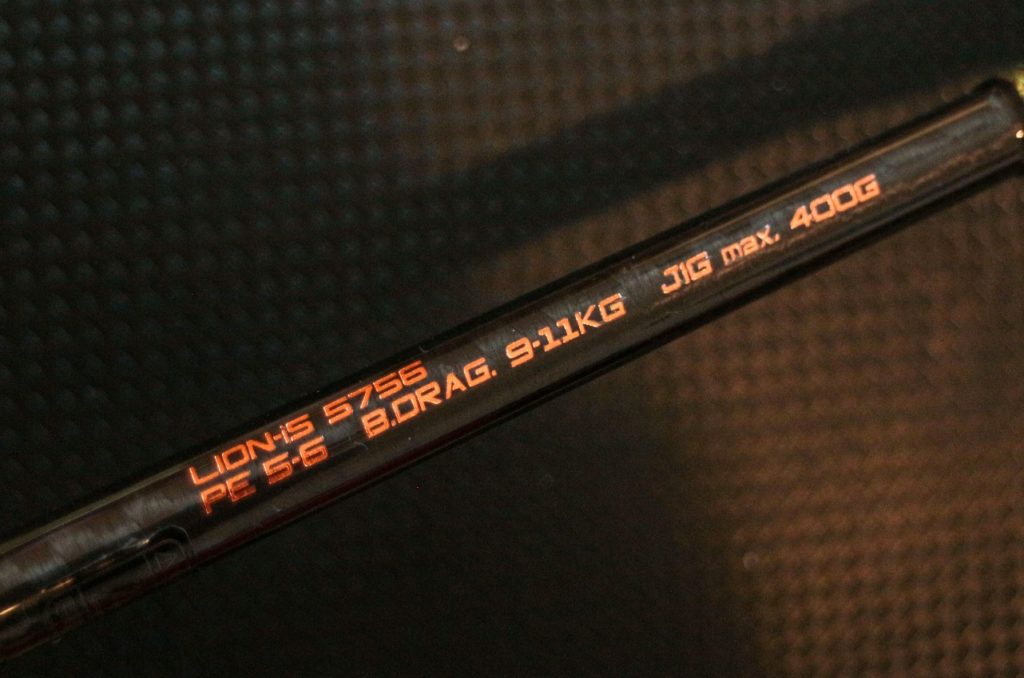 LION-iS 5756
PE 5-6 B.DRAG. 9-11KG JIG max. 400G